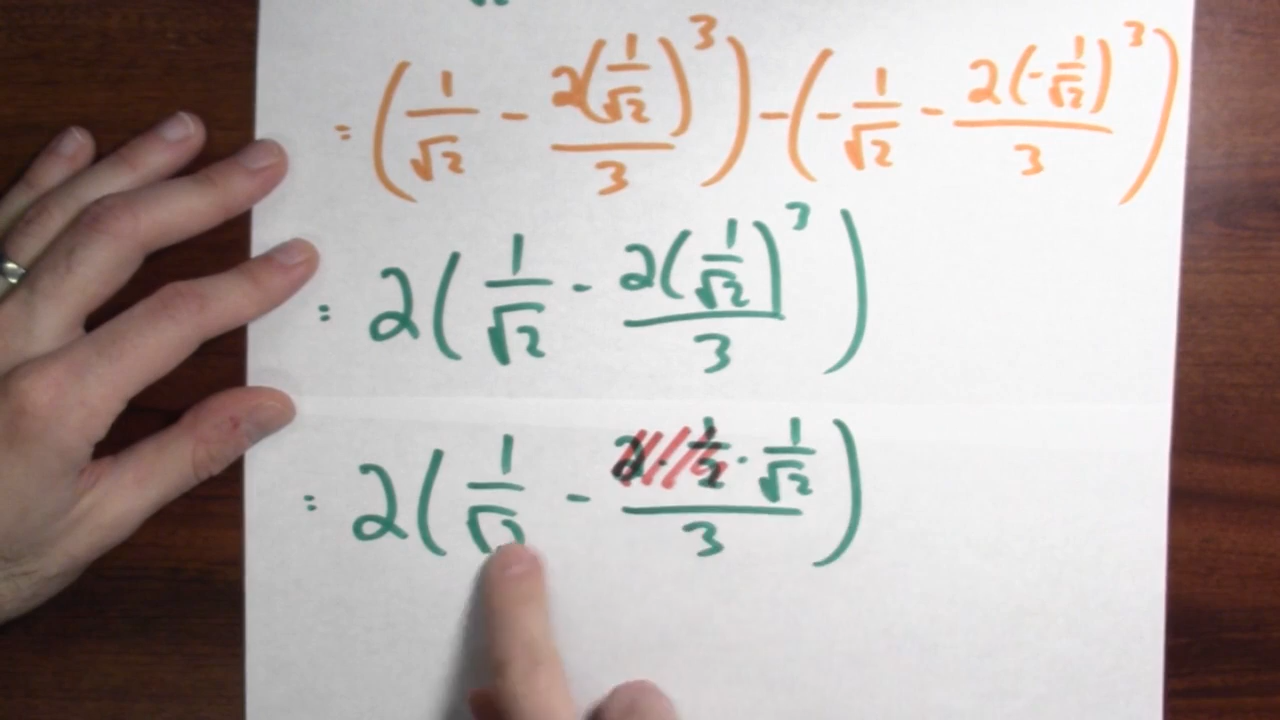 = (1/√2 - 2(1/√2)³/3) - (-1/√2 - 2(-1/√2)³/3)
= 2(1/√2 - 2(1/√2)³/3)
= 2(1/√2 - 2·1/2·1/√2/3)